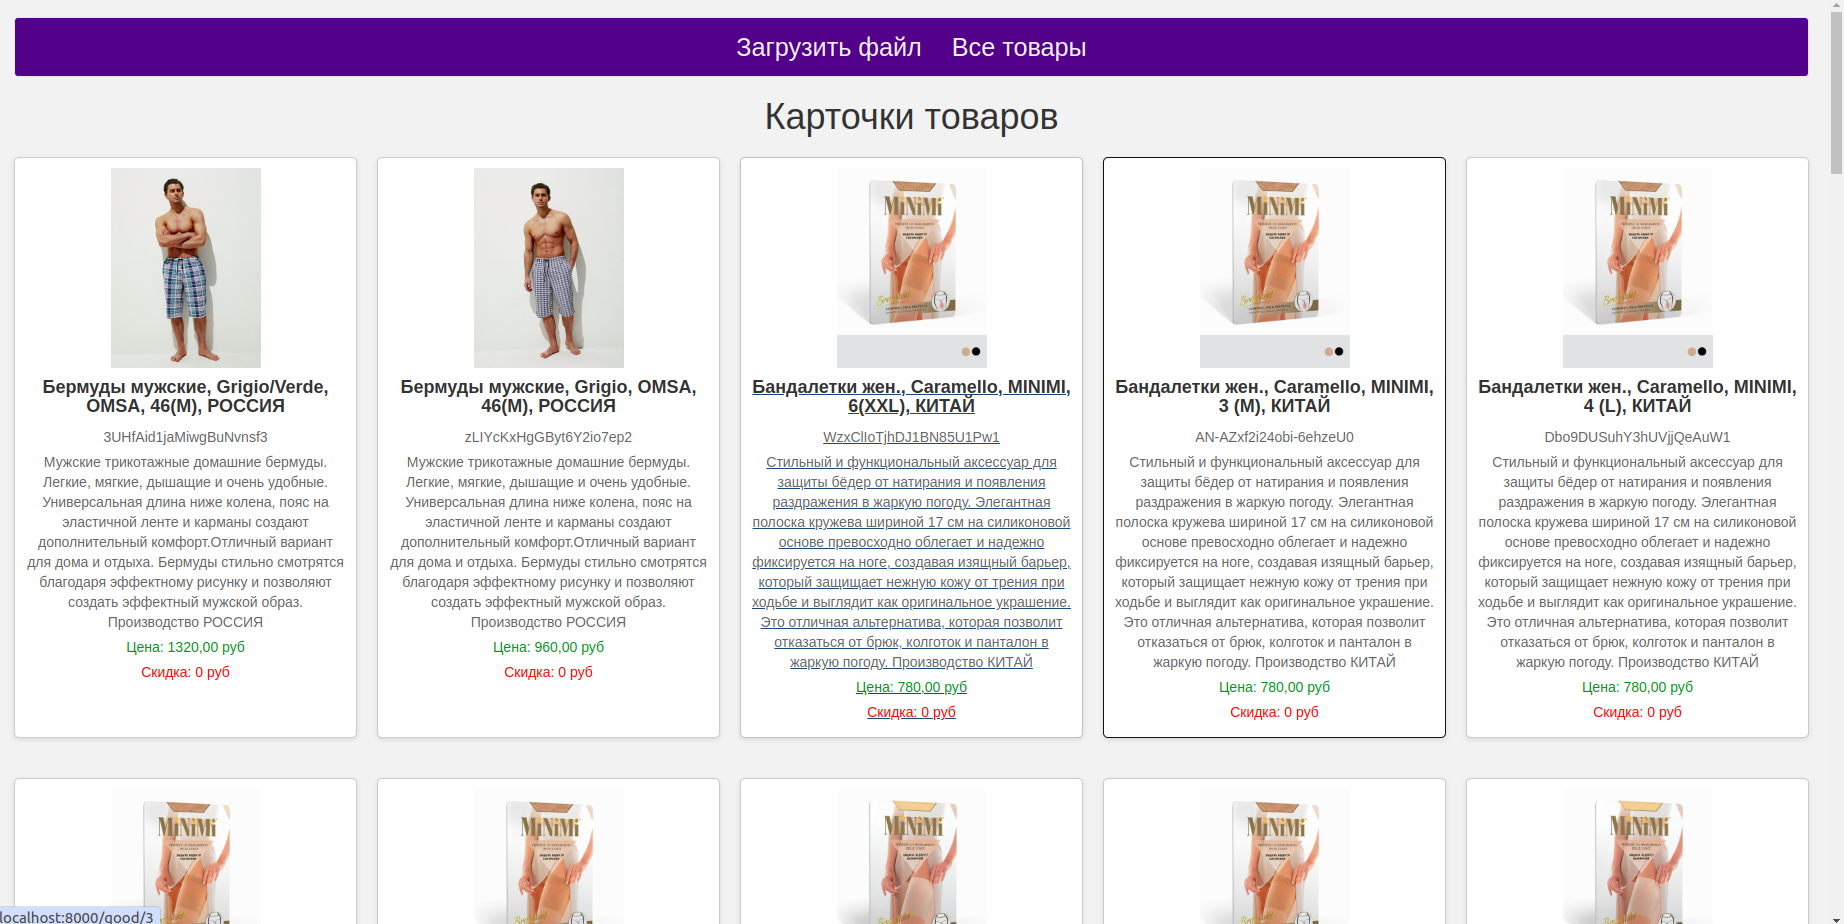 Загрузить файл Все товары
Карточки товаров
MiNiMi
MiNiMi
MiNiMi
Бермуды мужские, Grigio/Verde,
OMSA, 46(M), РОССИЯ
3UHfAid1jaMiwgBuNvnsf3
Мужские трикотажные домашние бермуды.
Легкие, мягкие, дышащие и очень удобные.
Универсальная длина ниже колена, пояс на
эластичной ленте и карманы создают
дополнительный комфорт.Отличный вариант
для дома и отдыха. Бермуды стильно смотрятся
благодаря эффектному рисунку и позволяют
создать эффектный мужской образ.
Производство РОССИЯ
Цена: 1320,00 руб
Скидка: 0 руб
Бермуды мужские, Grigio, OMSA,
46(M), РОССИЯ
zLIYcKxHgGByt6Y2io7ep2
Мужские трикотажные домашние бермуды.
Легкие, мягкие, дышащие и очень удобные.
Универсальная длина ниже колена, пояс на
эластичной ленте и карманы создают
дополнительный комфорт.Отличный вариант
для дома и отдыха. Бермуды стильно смотрятся
благодаря эффектному рисунку и позволяют
создать эффектный мужской образ.
Производство РОССИЯ
Цена: 960,00 руб
Скидка: 0 руб
Бандалетки жен., Caramello, MINIMI,
6(XXL), КИТАЙ
WzxClIoTjhDJ1BN85U1Pw1
Стильный и функциональный аксессуар для
защиты бёдер от натирания и появления
раздражения в жаркую погоду. Элегантная
полоска кружева шириной 17 см на силиконовой
основе превосходно облегает и надежно
фиксируется на ноге, создавая изящный барьер,
который защищает нежную кожу от трения при
ходьбе и выглядит как оригинальное украшение.
Это отличная альтернатива, которая позволит
отказаться от брюк, колготок и панталон в
жаркую погоду. Производство КИТАЙ
Цена: 780,00 руб
Скидка: 0 руб
Бандалетки жен., Caramello, MINIMI,
3 (M), КИТАЙ
AN-AZxf2i24obi-6ehzeU0
Стильный и функциональный аксессуар для
защиты бёдер от натирания и появления
раздражения в жаркую погоду. Элегантная
полоска кружева шириной 17 см на силиконовой
основе превосходно облегает и надежно
фиксируется на ноге, создавая изящный барьер,
который защищает нежную кожу от трения при
ходьбе и выглядит как оригинальное украшение.
Это отличная альтернатива, которая позволит
отказаться от брюк, колготок и панталон в
жаркую погоду. Производство КИТАЙ
Цена: 780,00 руб
Скидка: 0 руб
Бандалетки жен., Caramello, MINIMI,
4 (L), КИТАЙ
Dbo9DUSuhY3hUVjjQeAuW1
Стильный и функциональный аксессуар для
защиты бёдер от натирания и появления
раздражения в жаркую погоду. Элегантная
полоска кружева шириной 17 см на силиконовой
основе превосходно облегает и надежно
фиксируется на ноге, создавая изящный барьер,
который защищает нежную кожу от трения при
ходьбе и выглядит как оригинальное украшение.
Это отличная альтернатива, которая позволит
отказаться от брюк, колготок и панталон в
жаркую погоду. Производство КИТАЙ
Цена: 780,00 руб
Скидка: 0 руб
MiNiMi
MiNiMi
MiNiMi
MiNiMi
MiNiMi
localhost:8000/good/3